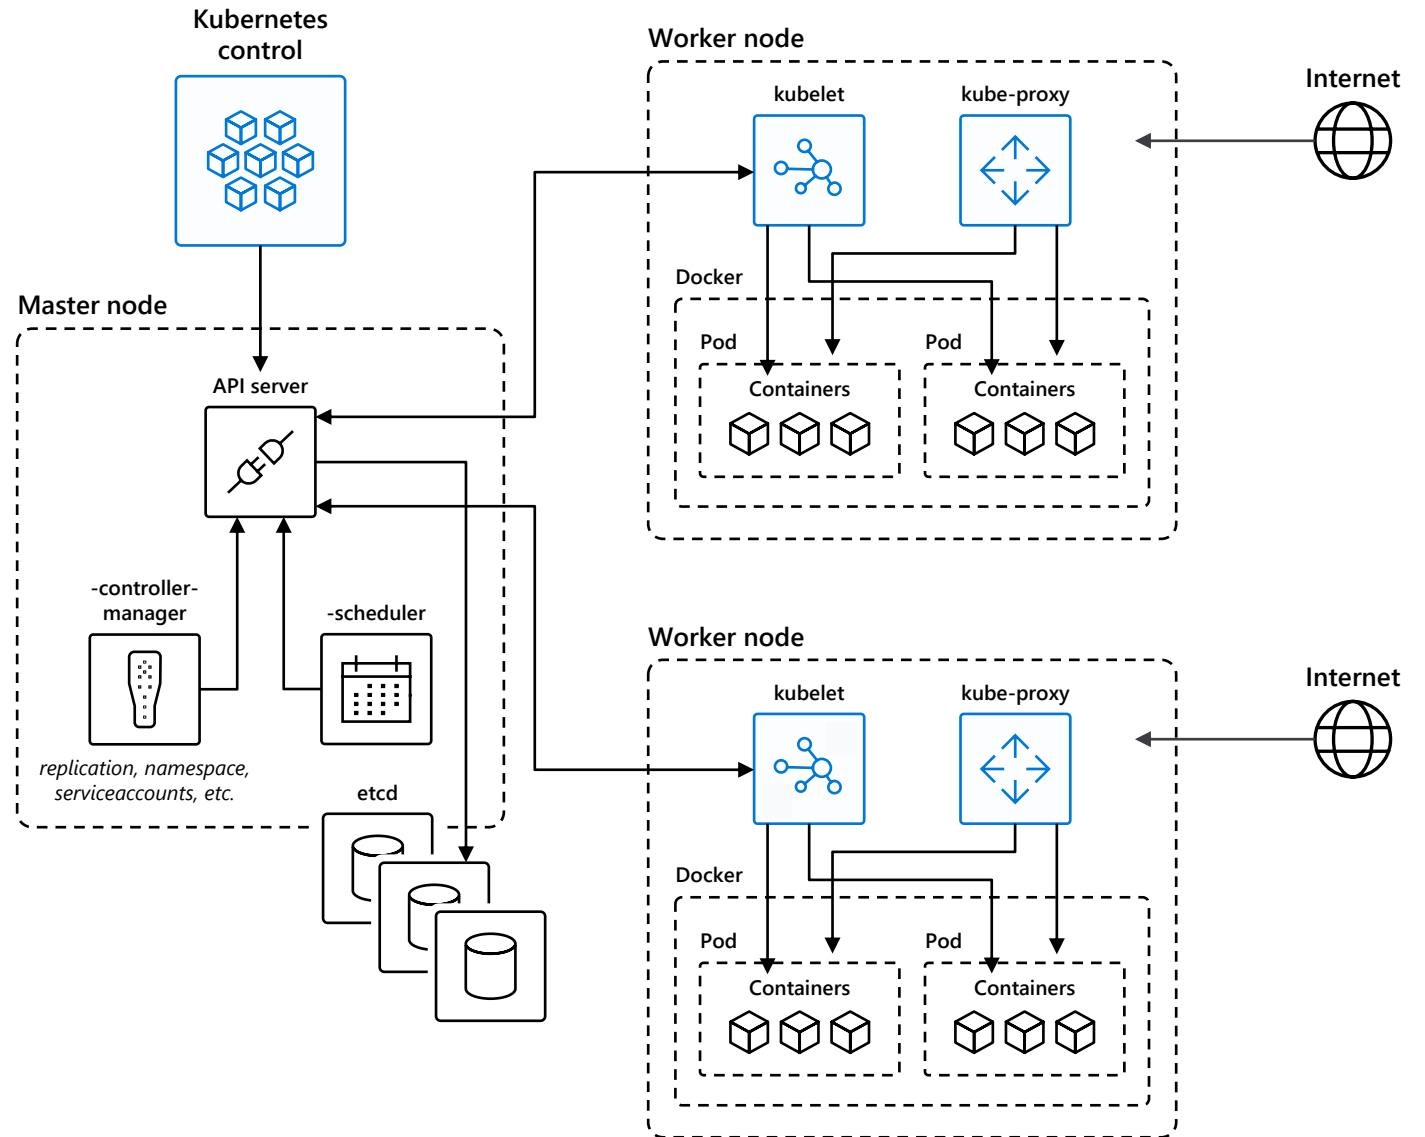 Kubernetes
control
Master node
API server
-controller-
manager
-scheduler
replication, namespace,
serviceaccounts, etc.
etcd
Worker node
kubelet
kube-proxy
Docker
Pod
Containers
Pod
Containers
Internet
Worker node
kubelet
kube-proxy
Docker
Pod
Containers
Pod
Containers
Internet